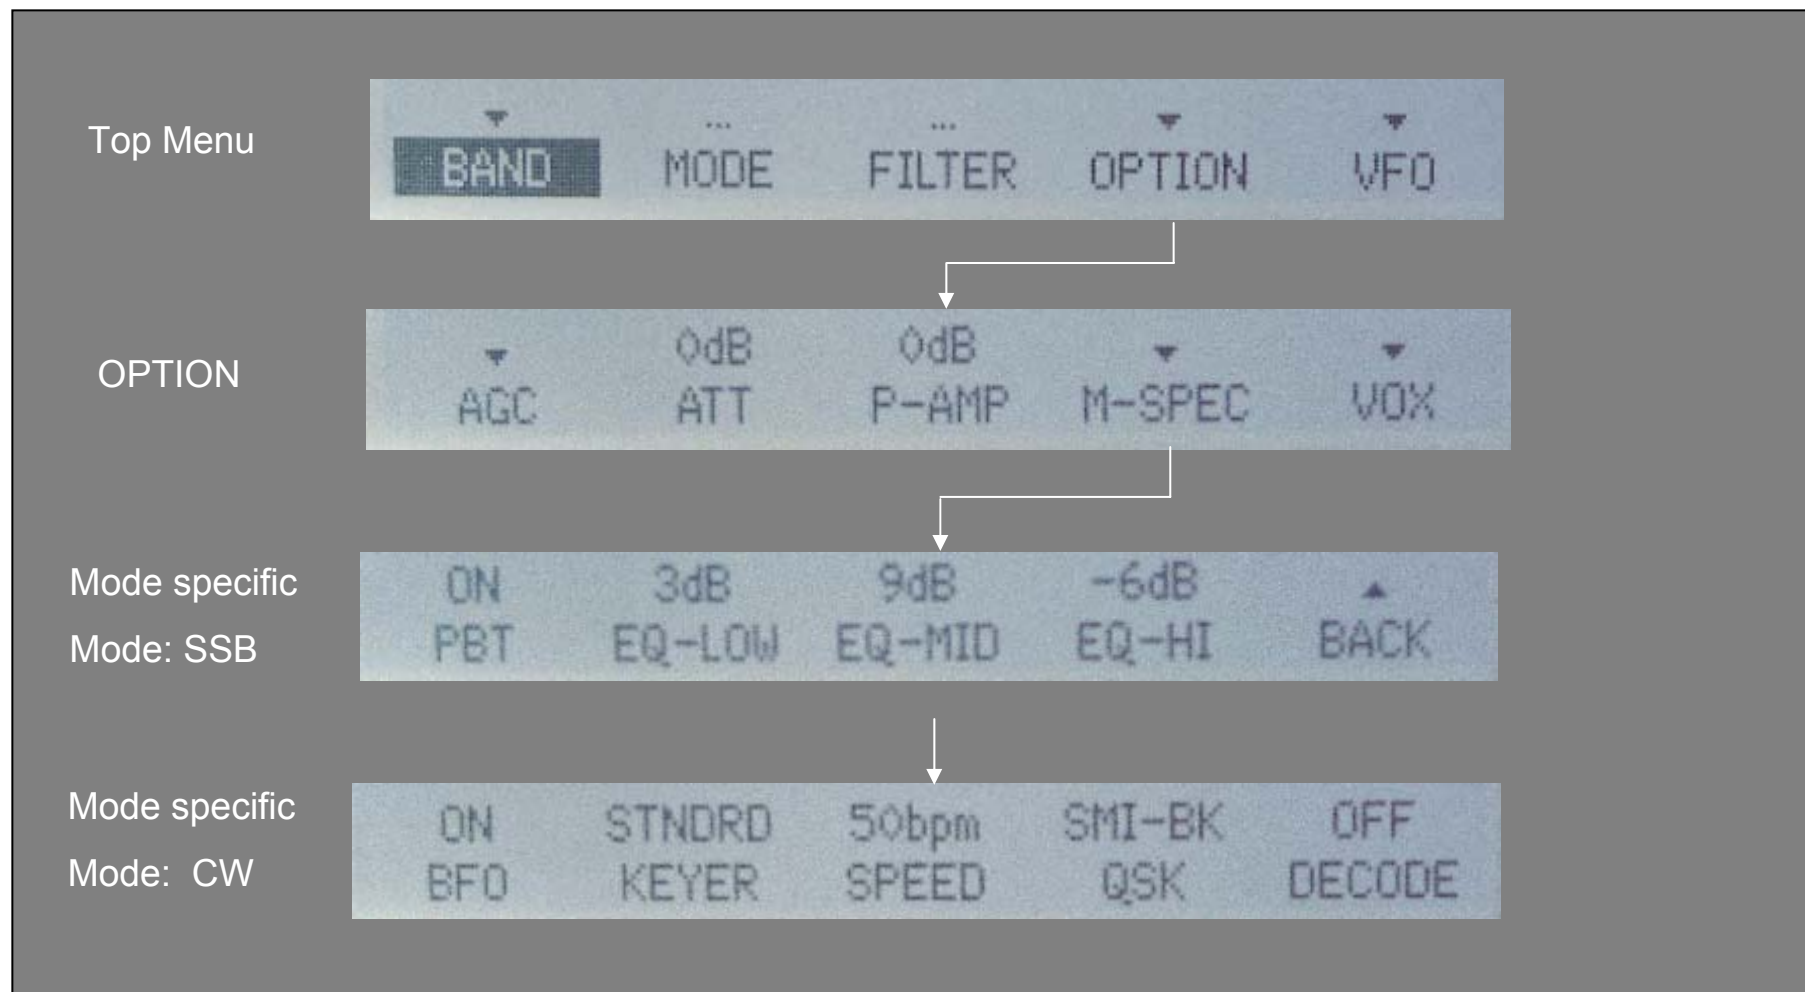 Top Menu
... ...
BAND MODE FILTER OPTION VFO
OPTION
0dB 0dB
AGC ATT P-AMP M-SPEC VOX
Mode specific
Mode: SSB
ON 3dB 9dB -6dB
PBT EQ-LOW EQ-MID EQ-HI BACK
Mode specific
Mode: CW
ON STNDRD 50bpm SMI-BK OFF
BFO KEYER SPEED QSK DECODE